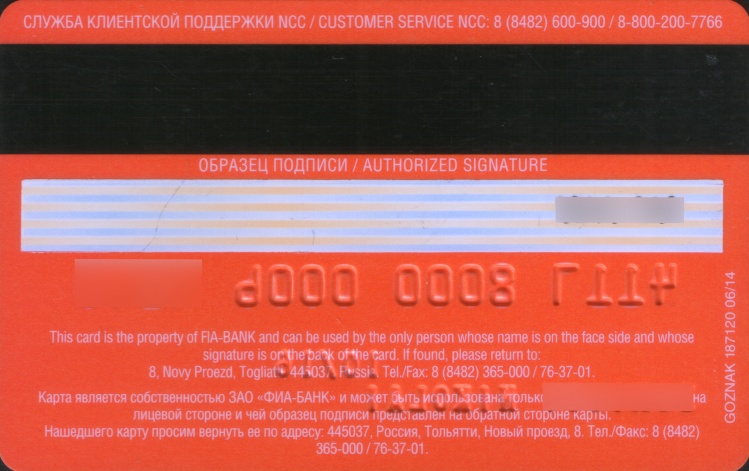 СЛУЖБА КЛИЕНТСКОЙ ПОДДЕРЖКИ NCC / CUSTOMER SERVICE NCC: 8 (8482) 600-900 / 8-800-200-7766
ОБРАЗЕЦ ПОДПИСИ / AUTHORIZED SIGNATURE
This card is the property of FIA-BANK and can be used by the only person whose name is on the face side and whose
signature is on the back of the card. If found, please return to:
8, Novy Proezd, Togliatti 445037, Russia. Tel./Fax: 8 (8482) 365-000 / 76-37-01.
Карта является собственностью ЗАО «ФИА-БАНК» и может быть использована только на
лицевой стороне и чей образец подписи представлен на обратной стороне карты.
Нашедшего карту просим вернуть ее по адресу: 445037, Россия, Тольятти, Новый проезд, 8. Тел./Факс: 8 (8482)
365-000 / 76-37-01.
GOZNAK 187120 06/14